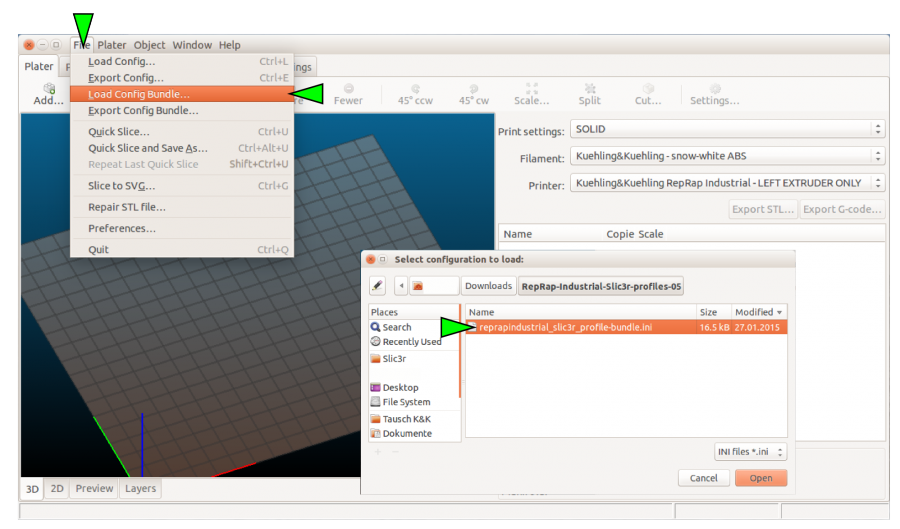 File Plater Object Window Help
Plater
ings
Load Config... Ctrl+L
Export Config... Ctrl+E
Load Config Bundle...
Export Config Bundle...
Quick Slice... Ctrl+U
Quick Slice and Save As... Ctrl+Alt+U
Repeat Last Quick Slice Shift+Ctrl+U
Slice to SVG... Ctrl+G
Repair STL file...
Preferences...
Quit Ctrl+Q
Add... Fewer 45° ccw 45° cw Scale... Split Cut... Settings...
Print settings: SOLID
Filament: Kuehling&Kuehling - snow-white ABS
Printer: Kuehling&Kuehling RepRap Industrial - LEFT EXTRUDER ONLY
Export STL... Export G-code...
Name Copie Scale
Select configuration to load:
Downloads RepRap-Industrial-Slic3r-profiles-05
Places
Search
Recently Used
Slic3r
Desktop
File System
Tausch K&K
Dokumente
Name Size Modified
reprapindustrial_slic3r_profile-bundle.ini 16.5 kB 27.01.2015
INI files *.ini
Cancel Open
3D 2D Preview Layers